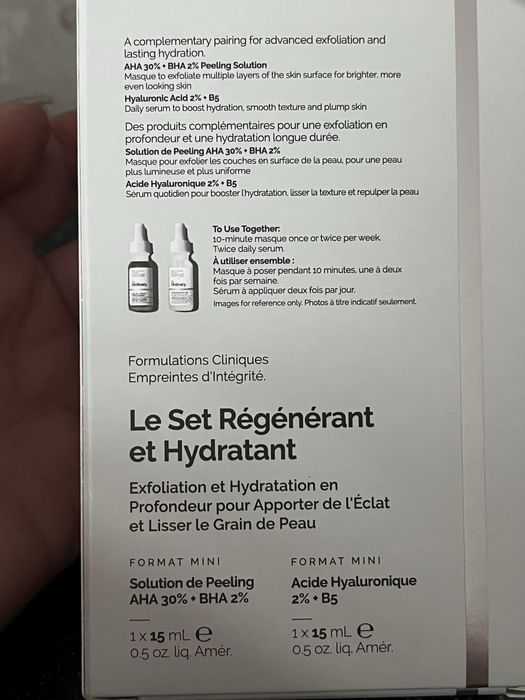 A complementary pairing for advanced exfoliation and
lasting hydration.
AHA 30% + BHA 2% Peeling Solution
Masque to exfoliate multiple layers of the skin surface for brighter, more
even looking skin
Hyaluronic Acid 2% + B5
Daily serum to boost hydration, smooth texture and plump skin
Des produits complémentaires pour une exfoliation en
profondeur et une hydratation longue durée.
Solution de Peeling AHA 30% + BHA 2%
Masque pour exfolier les couches en surface de la peau, pour une peau
plus lumineuse et plus uniforme
Acide Hyaluronique 2% + B5
Sérum quotidien pour booster l'hydratation, lisser la texture et repulper la peau
To Use Together:
10-minute masque once or twice per week.
Twice daily serum.
À utiliser ensemble :
Masque à poser pendant 10 minutes, une à deux
fois par semaine.
Sérum à appliquer deux fois par jour.
Images for reference only. Photos à titre indicatif seulement.
Ordinary.
Ordinary.
Formulations Cliniques
Empreintes d'Intégrité.
Le Set Régénérant
et Hydratant
Exfoliation et Hydratation en
Profondeur pour Apporter de l'Éclat
et Lisser le Grain de Peau
FORMAT MINI
Solution de Peeling
AHA 30% + BHA 2%
1 x 15 mL e
0.5 oz. liq. Amér.
FORMAT MINI
Acide Hyaluronique
2% + B5
1 x 15 mL e
0.5 oz. liq. Amér.